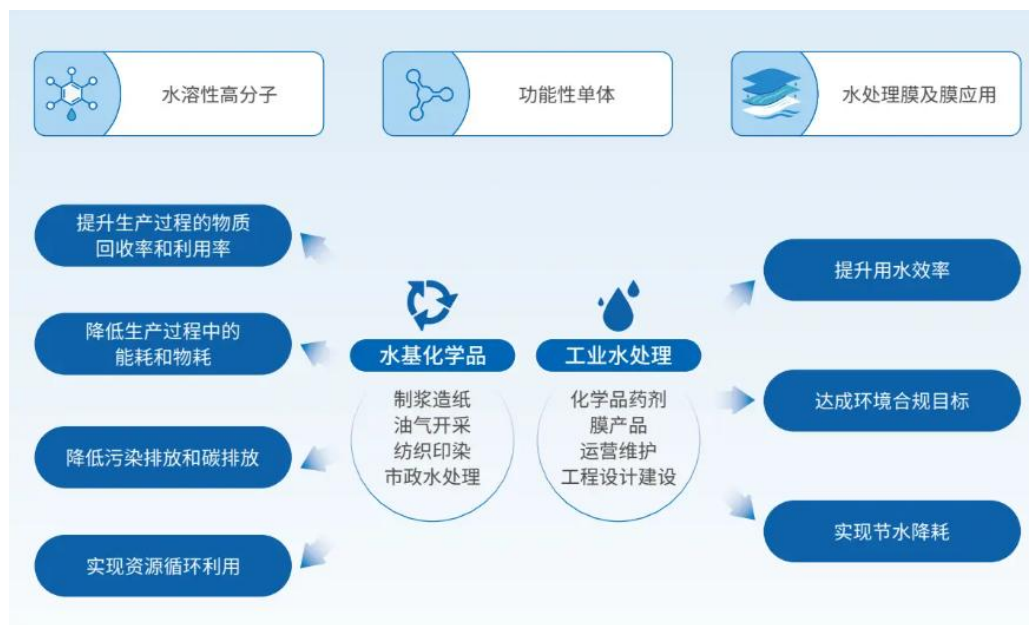 水溶性高分子
功能性单体
水处理膜及膜应用
提升生产过程的物质
回收率和利用率
降低生产过程中的
能耗和物耗
降低污染排放和碳排放
实现资源循环利用
水基化学品
制浆造纸
油气开采
纺织印染
市政水处理
工业水处理
化学品药剂
膜产品
运营维护
工程设计建设
提升用水效率
达成环境合规目标
实现节水降耗